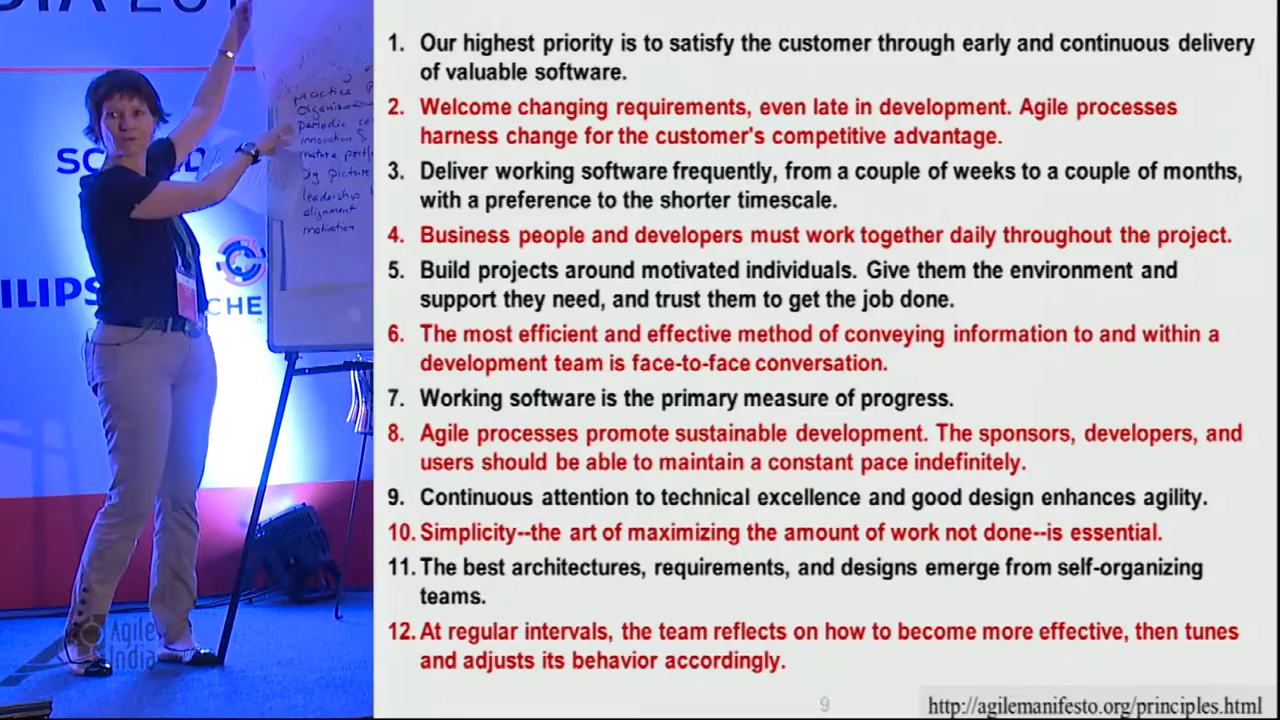 DIA 201
practice
organization
periodic
innovation &
mature
big picture
leadership
alignment
motivation
SC
D
ILIPS
CHE
Agile
India
1. Our highest priority is to satisfy the customer through early and continuous delivery
of valuable software.
2. Welcome changing requirements, even late in development. Agile processes
harness change for the customer's competitive advantage.
3. Deliver working software frequently, from a couple of weeks to a couple of months,
with a preference to the shorter timescale.
4. Business people and developers must work together daily throughout the project.
5. Build projects around motivated individuals. Give them the environment and
support they need, and trust them to get the job done.
6. The most efficient and effective method of conveying information to and within a
development team is face-to-face conversation.
7. Working software is the primary measure of progress.
8. Agile processes promote sustainable development. The sponsors, developers, and
users should be able to maintain a constant pace indefinitely.
9. Continuous attention to technical excellence and good design enhances agility.
10. Simplicity--the art of maximizing the amount of work not done--is essential.
11. The best architectures, requirements, and designs emerge from self-organizing
teams.
12. At regular intervals, the team reflects on how to become more effective, then tunes
and adjusts its behavior accordingly.
9
http://agilemanifesto.org/principles.html